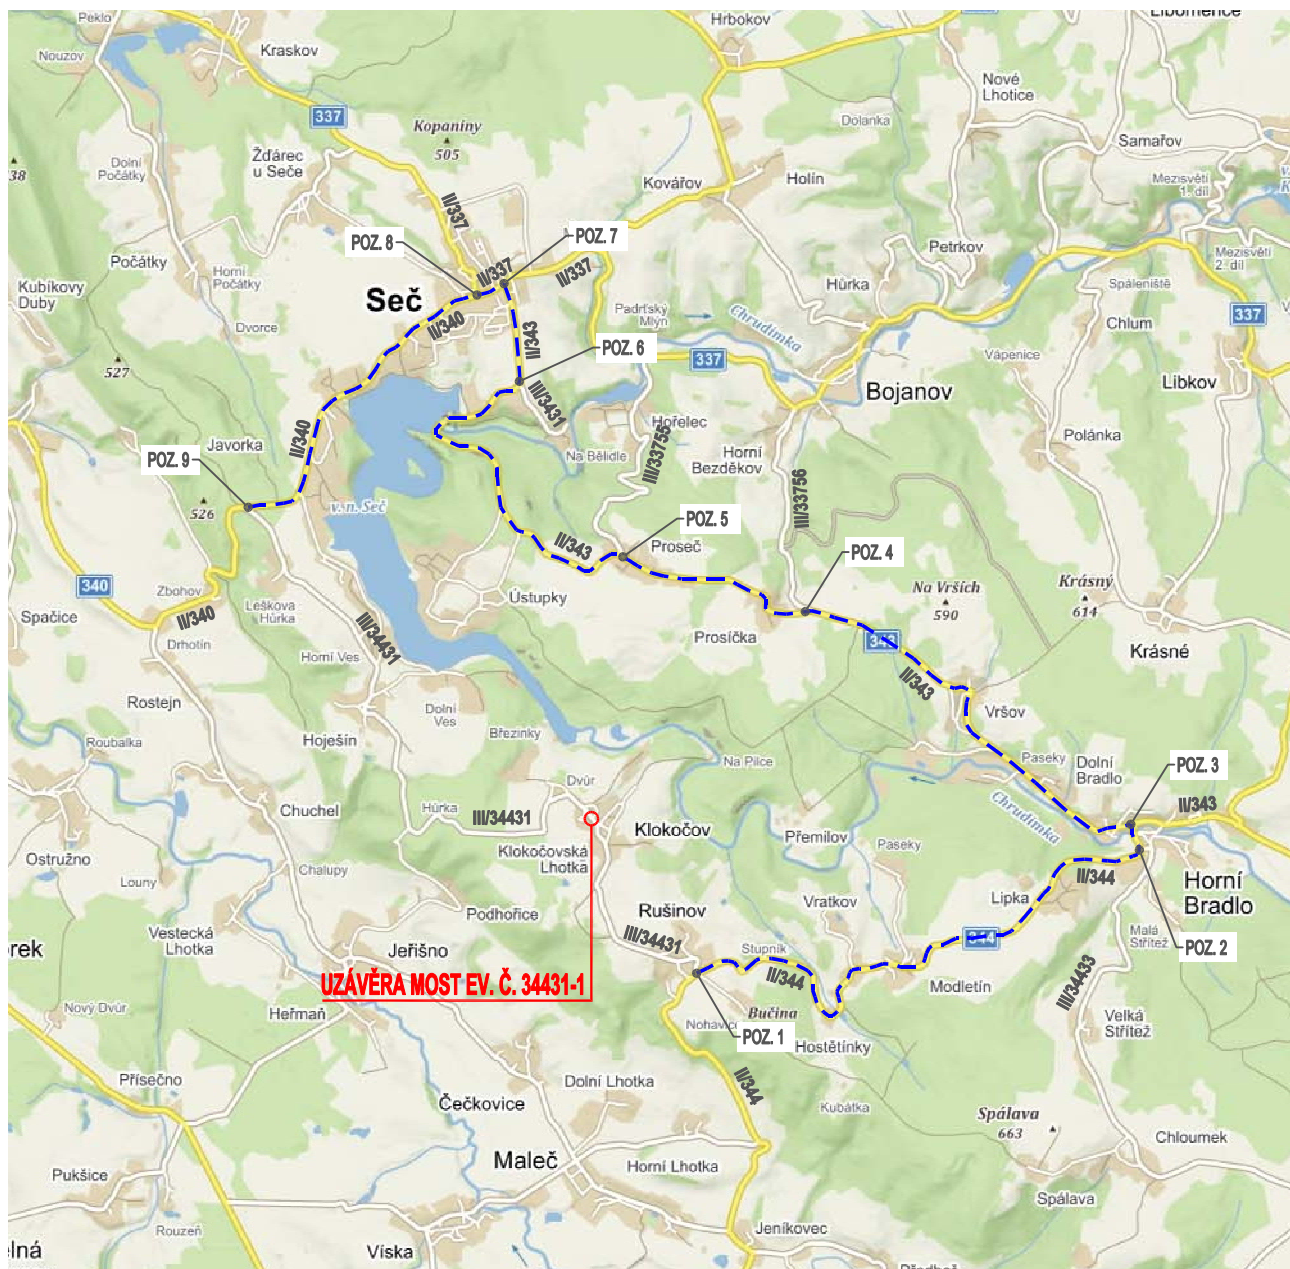 Peklo
Nouzov
Kraskov
Hrbokov
Liboměřice
Nové
Lhotice
337
Kopaniny
505
Dolanka
Samařov
Dolní
Počátky
Žďárec
u Seče
38
Kovářov
Holín
Mezisvětí
1. díl
II/337
POZ. 8
POZ. 7
Petrkov
Mezisvětí
2. díl
Počátky
Horní
Počátky
II/337
II/337
Hůrka
Spáleniště
Kubíkovy
Duby
Seč
Dvorce
II/340
Padrťský
Mlýn
Chrudimka
Chlum
337
II/343
POZ. 6
337
Vápenice
527
III/3431
Bojanov
Libkov
Hořelec
II/340
Javorka
Polánka
POZ. 9
Na Bělidle
III/33755
Horní
Bezděkov
III/33756
526
v. n. Seč
POZ. 5
Proseč
II/343
POZ. 4
340
Zbohov
Na Vrších
590
Krásný
614
Spačice
II/340
Leškova
Hůrka
Ústupky
Drhotín
III/34431
Prosíčka
343
Krásné
Horní Ves
II/343
Rostejn
Dolní
Ves
Vršov
Roubalka
Hoješín
Březinky
Na Pilce
Paseky
Dolní
Bradlo
POZ. 3
Dvůr
Chuchel
Hůrka
III/34431
Chrudimka
II/343
Klokočov
Přemilov
Paseky
Ostružno
Klokočovská
Lhotka
Louny
Chalupy
II/344
Horní
Bradlo
Lipka
Vratkov
Podhořice
Rušinov
Vestecká
Lhotka
III/34431
Malá
Střítež
POZ. 2
orek
Jeřišno
Stupník
344
UZÁVĚRA MOST EV. Č. 34431-1
II/344
Modletín
III/34433
Nový Dvůr
Heřmaň
Bučina
Nohavice
POZ. 1
Hostětínky
Velká
Střítež
Přísečno
Dolní Lhotka
II/344
Čečkovice
Kubátka
Spálava
663
Chloumek
Maleč
Horní Lhotka
Pukšice
Spálava
Rouzeň
Jeníkovec
elná
Víska